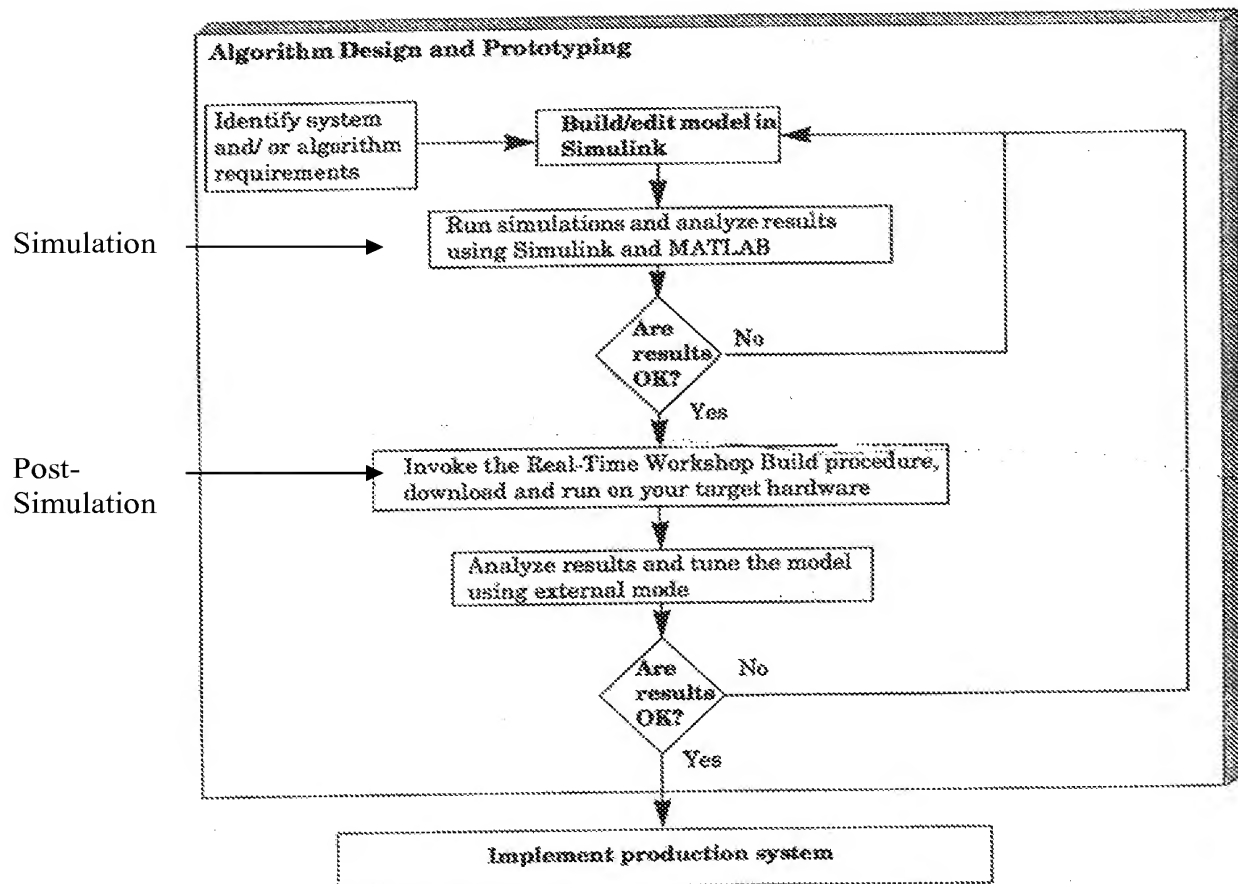 Algorithm Design and Prototyping
Identify system
and/ or algorithm
requirements
Build/edit model in
Simulink
Simulation
Run simulations and analyze results
using Simulink and MATLAB
Are
results
OK?
No
Yes
Post-
Simulation
Invoke the Real-Time Workshop Build procedure,
download and run on your target hardware
Analyze results and tune the model
using external mode
Are
results
OK?
No
Yes
Implement production system